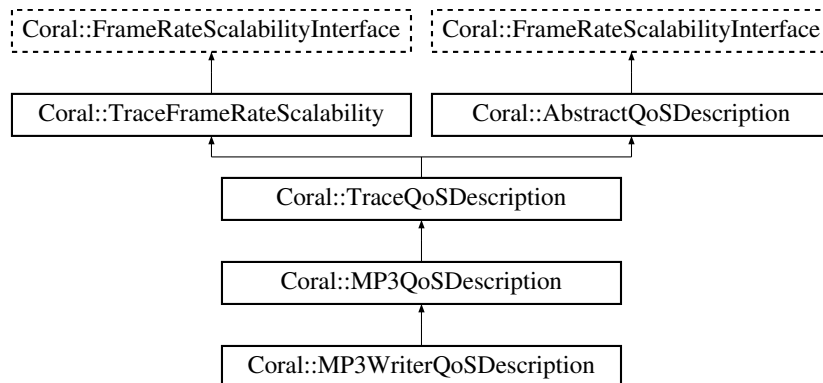 Coral::FrameRateScalabilityInterface Coral::FrameRateScalabilityInterface
Coral::TraceFrameRateScalability Coral::AbstractQoSDescription
Coral::TraceQoSDescription
Coral::MP3QoSDescription
Coral::MP3WriterQoSDescription